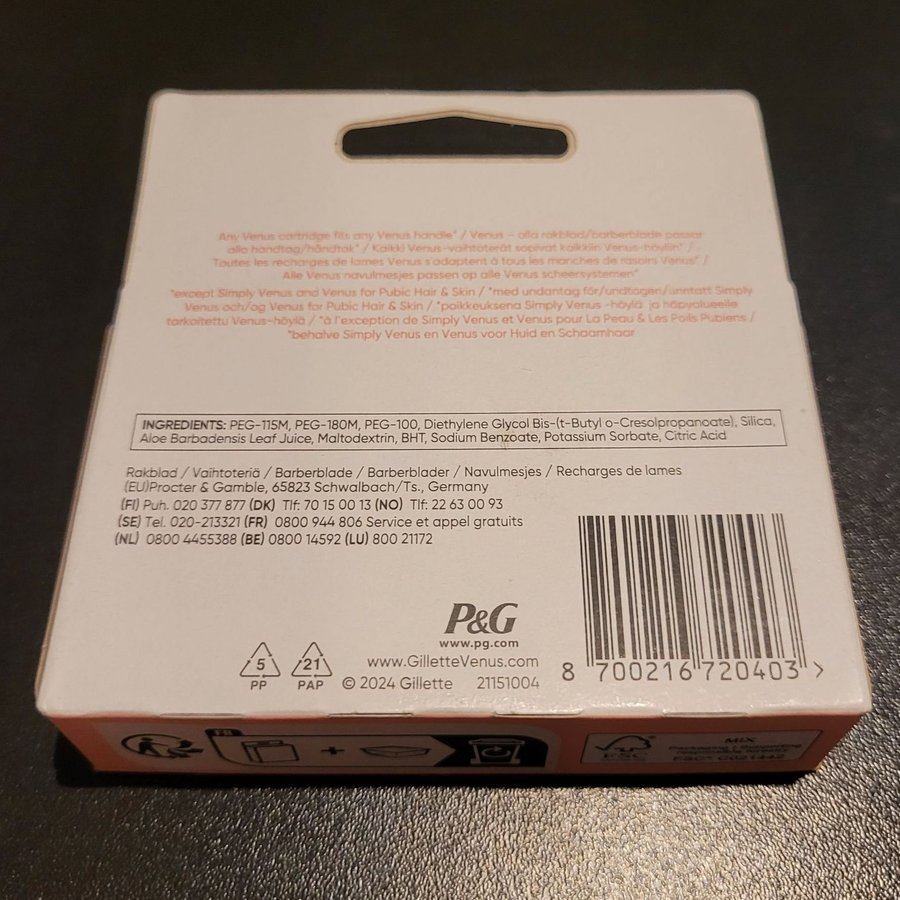 Any Venus cartridge fits any Venus handle* / Venus – alla rakblad/barberblade passar
alla handtag/håndtak* / Kaikki Venus-vaihtoterät sopivat kaikkiin Venus-höyliin* /
Toutes les recharges de lames Venus s'adaptent à tous les manches de rasoirs Venus* /
Alle Venus navulmesjes passen op alle Venus scheersystemen*
*except Simply Venus and Venus for Pubic Hair & Skin / *med undantag för/undtagen/unntatt Simply
Venus och/og Venus for Pubic Hair & Skin / *poikkeuksena Simply Venus -höylä ja häpyalueelle
tarkoitettu Venus-höylä / *à l'exception de Simply Venus et Venus pour La Peau & Les Poils Pubiens /
*behalve Simply Venus en Venus voor Huid en Schaamhaar
INGREDIENTS: PEG-115M, PEG-180M, PEG-100, Diethylene Glycol Bis-(t-Butyl o-Cresolpropanoate), Silica,
Aloe Barbadensis Leaf Juice, Maltodextrin, BHT, Sodium Benzoate, Potassium Sorbate, Citric Acid
Rakblad / Vaihtoteriä / Barberblade / Barberblader / Navulmesjes / Recharges de lames
(EU)Procter & Gamble, 65823 Schwalbach/Ts., Germany
(FI) Puh. 020 377 877 (DK) Tlf: 70 15 00 13 (NO) Tlf: 22 63 00 93
(SE) Tel. 020-213321 (FR) 0800 944 806 Service et appel gratuits
(NL) 0800 4455388 (BE) 0800 14592 (LU) 800 21172
P&G
www.pg.com
5 PP
21 PAP
www.GilletteVenus.com
© 2024 Gillette 21151004
8 700216 720403 >
FR
+
FSC
MIX
Packaging | Supporting
responsible forestry